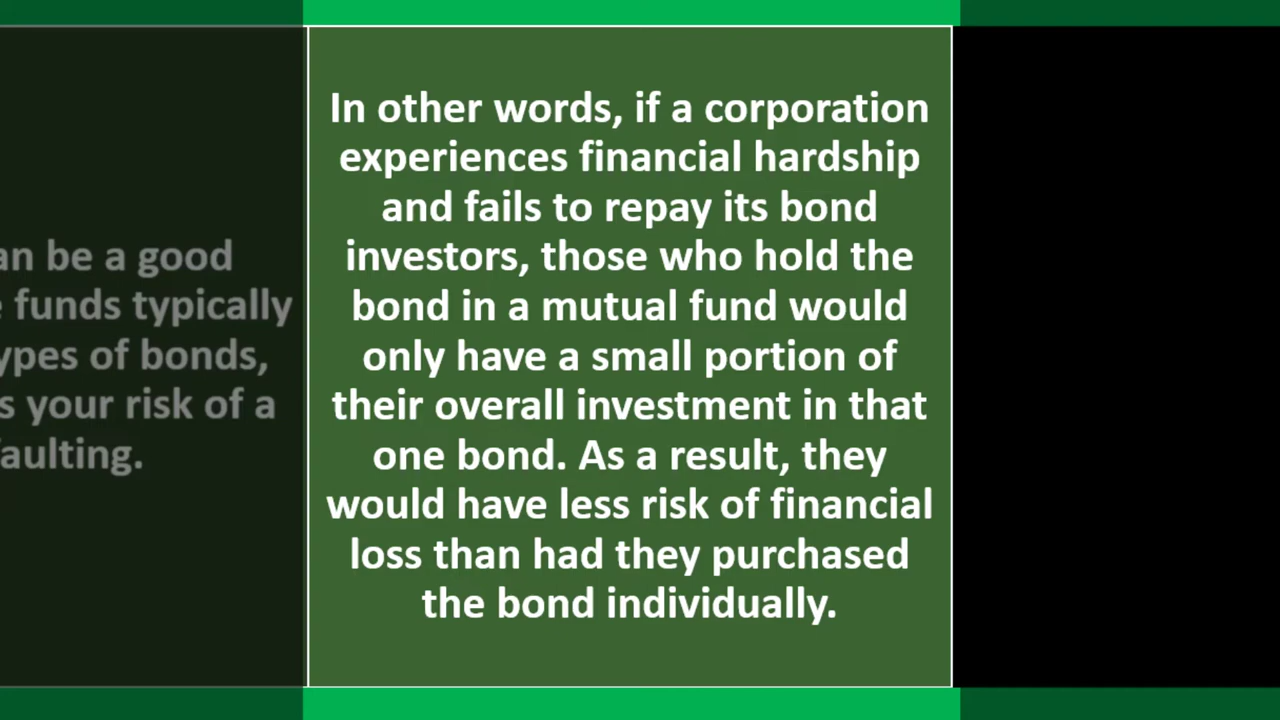 an be a good
funds typically
ypes of bonds,
s your risk of a
aulting.
In other words, if a corporation
experiences financial hardship
and fails to repay its bond
investors, those who hold the
bond in a mutual fund would
only have a small portion of
their overall investment in that
one bond. As a result, they
would have less risk of financial
loss than had they purchased
the bond individually.